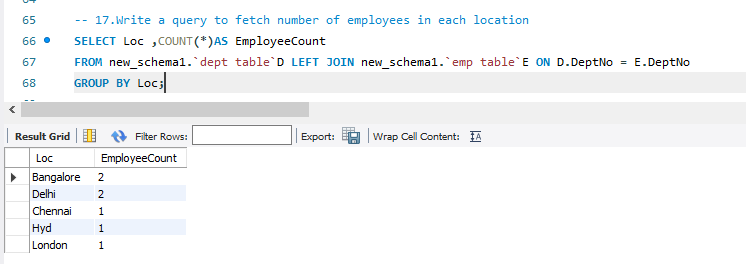 65
-- 17.Write a query to fetch number of employees in each location
66 SELECT Loc ,COUNT(*)AS EmployeeCount
67 FROM new_schema1.`dept table`D LEFT JOIN new_schema1.`emp table`E ON D.DeptNo = E.DeptNo
68 GROUP BY Loc;
Result Grid Filter Rows: Export: Wrap Cell Content:
Loc EmployeeCount
Bangalore 2
Delhi 2
Chennai 1
Hyd 1
London 1